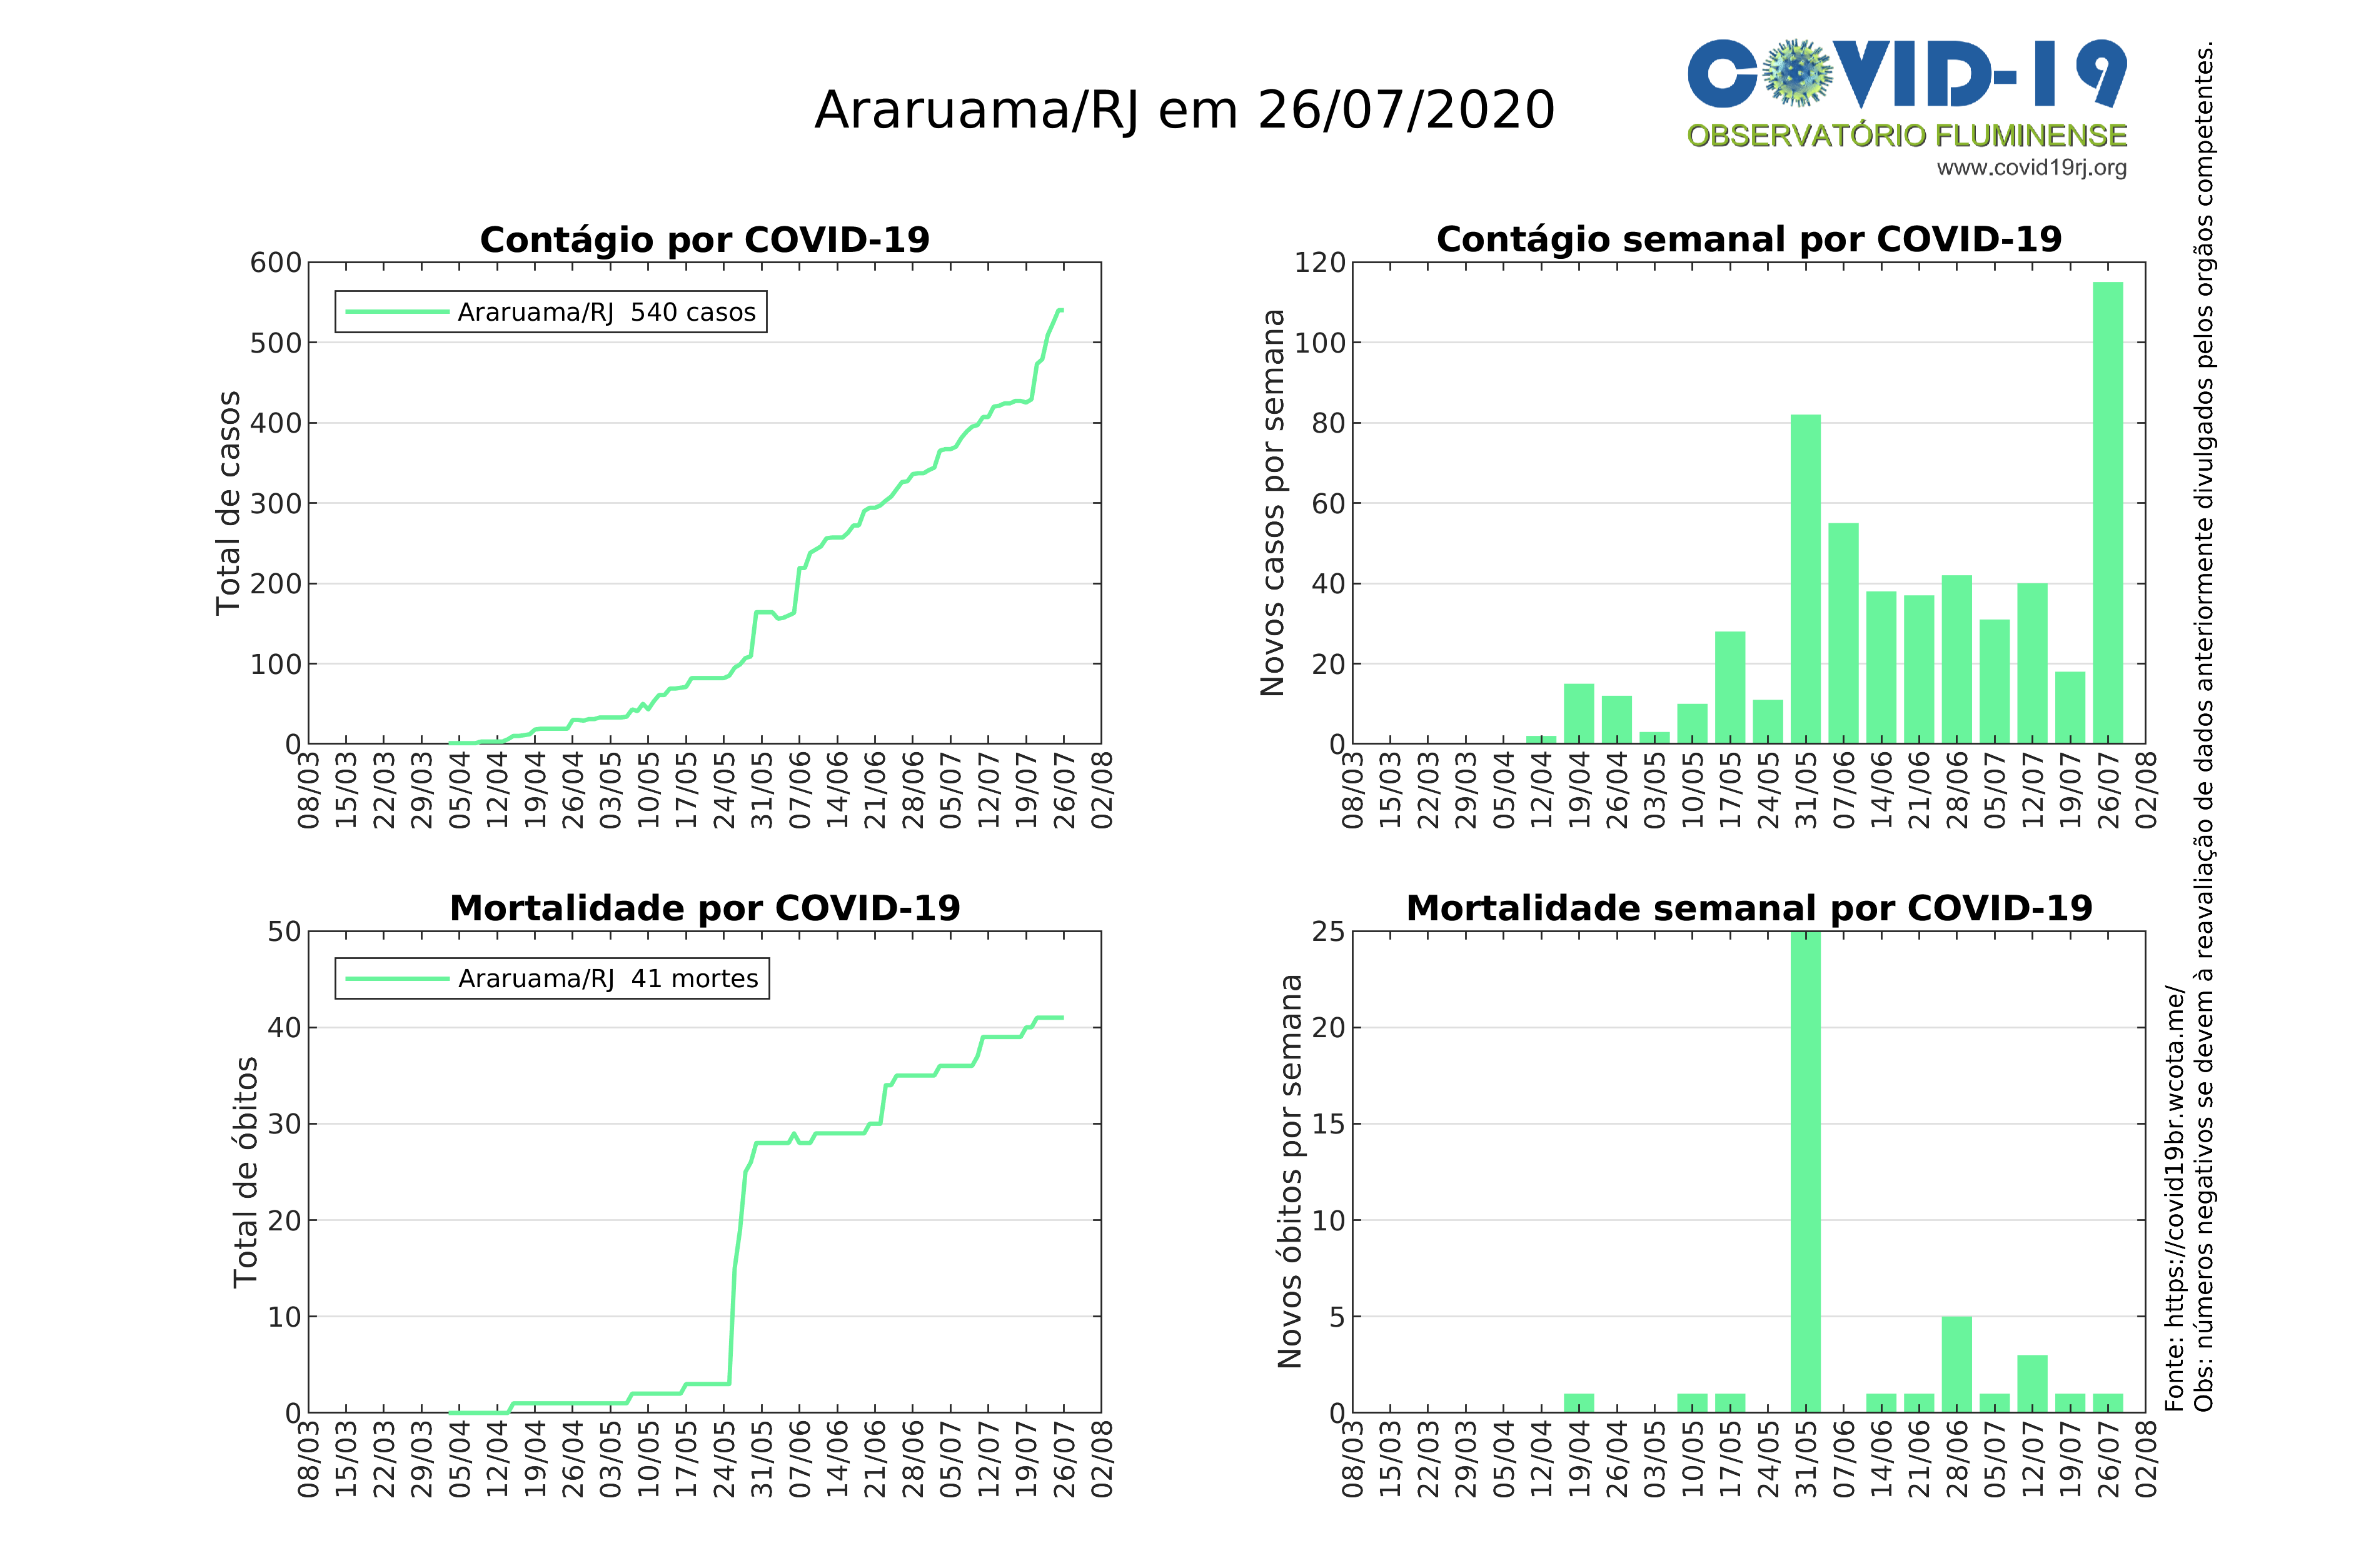 Araruama/RJ em 26/07/2020
COVID-19
OBSERVATÓRIO FLUMINENSE
www.covid19rj.org
Contágio por COVID-19
Total de casos
600
500
400
300
200
100
0
Araruama/RJ 540 casos
08/03 15/03 22/03 29/03 05/04 12/04 19/04 26/04 03/05 10/05 17/05 24/05 31/05 07/06 14/06 21/06 28/06 05/07 12/07 19/07 26/07 02/08
Contágio semanal por COVID-19
Novos casos por semana
120
100
80
60
40
20
0
08/03 15/03 22/03 29/03 05/04 12/04 19/04 26/04 03/05 10/05 17/05 24/05 31/05 07/06 14/06 21/06 28/06 05/07 12/07 19/07 26/07 02/08
Mortalidade por COVID-19
Total de óbitos
50
40
30
20
10
0
Araruama/RJ 41 mortes
08/03 15/03 22/03 29/03 05/04 12/04 19/04 26/04 03/05 10/05 17/05 24/05 31/05 07/06 14/06 21/06 28/06 05/07 12/07 19/07 26/07 02/08
Mortalidade semanal por COVID-19
Novos óbitos por semana
25
20
15
10
5
0
08/03 15/03 22/03 29/03 05/04 12/04 19/04 26/04 03/05 10/05 17/05 24/05 31/05 07/06 14/06 21/06 28/06 05/07 12/07 19/07 26/07 02/08
Fonte: https://covid19br.wcota.me/
Obs: números negativos se devem à reavaliação de dados anteriormente divulgados pelos orgãos competentes.